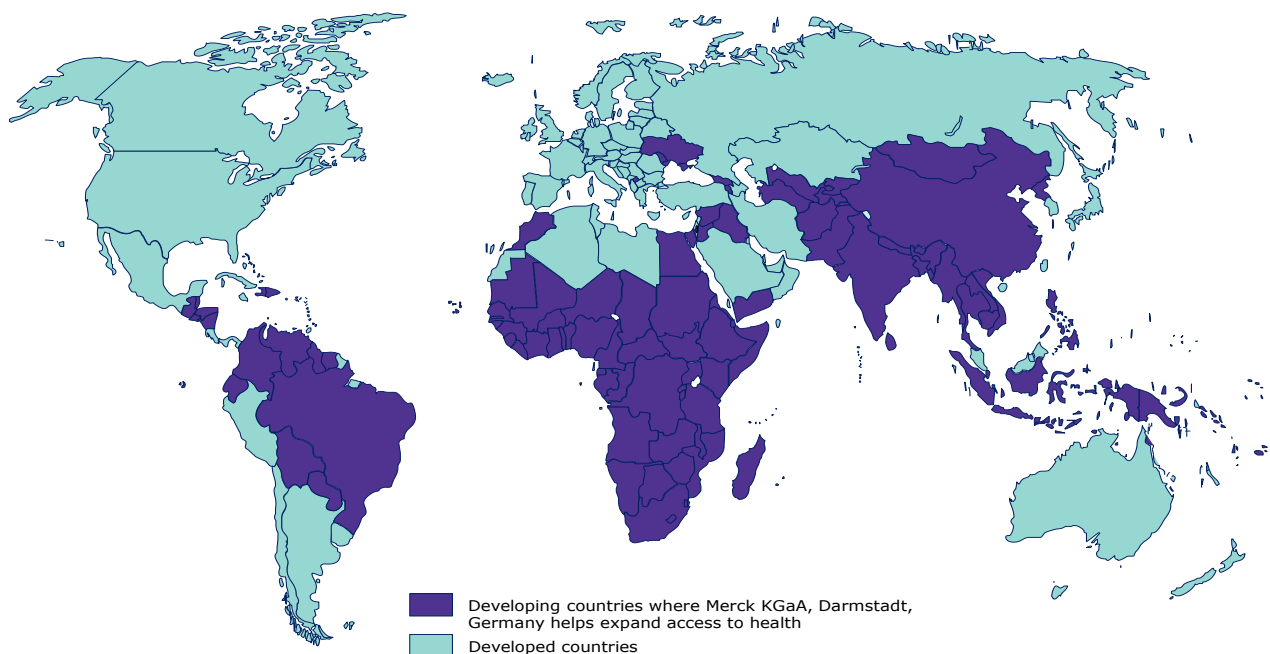 Developing countries where Merck KGaA, Darmstadt,
Germany helps expand access to health
Developed countries